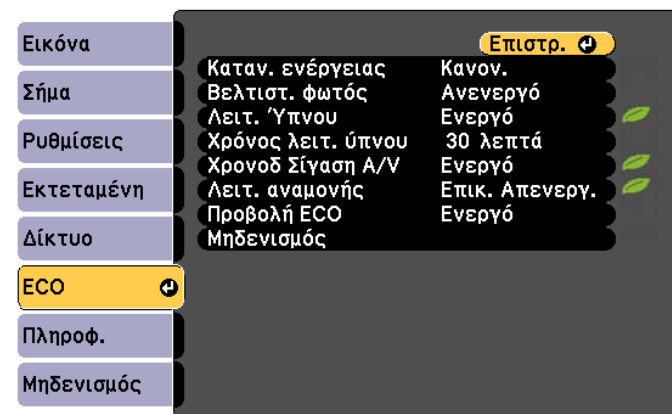 Εικόνα
Σήμα
Ρυθμίσεις
Εκτεταμένη
Δίκτυο
ECO
Πληροφ.
Μηδενισμός
Επιστρ.
Καταν. ενέργειας Κανον.
Βελτιστ. φωτός Ανενεργό
Λειτ. Ύπνου Ενεργό
Χρόνος λειτ. ύπνου 30 λεπτά
Χρονοδ Σίγαση A/V Ενεργό
Λειτ. αναμονής Επικ. Απενεργ.
Προβολή ECO Ενεργό
Μηδενισμός